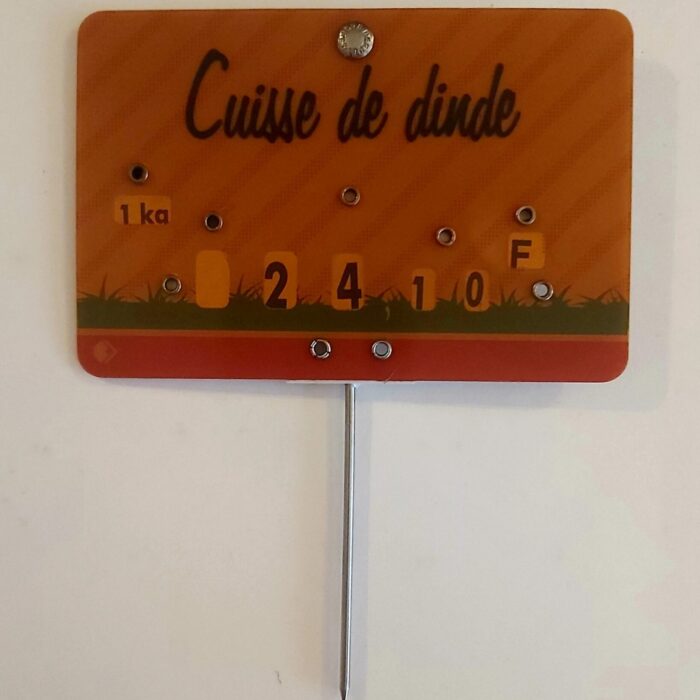 Cuisse de dinde
1 kg
24 10 F